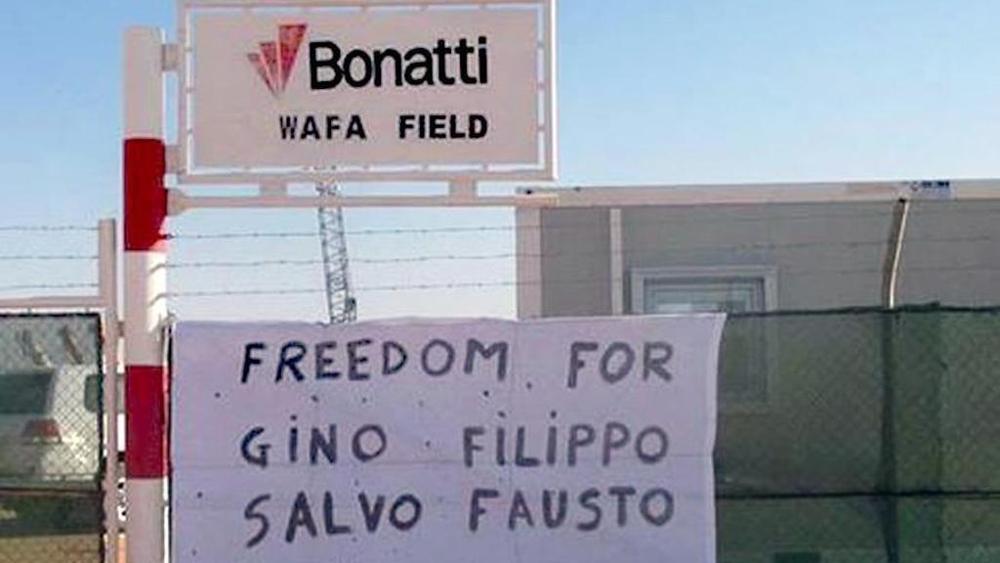 Bonatti
WAFA FIELD
FREEDOM FOR
GiNO FiLiPPO
SALVO FAUSTO